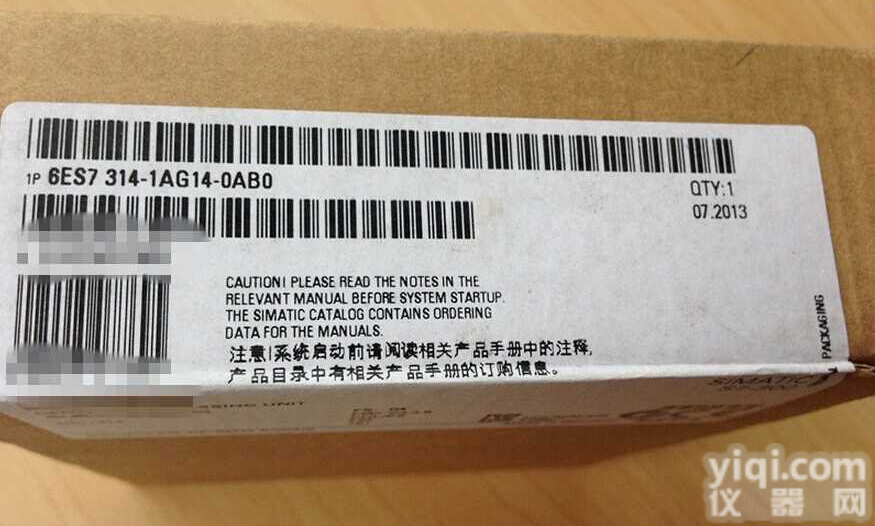 1P 6ES7 314-1AG14-0AB0
QTY:1
07.2013
CAUTION! PLEASE READ THE NOTES IN THE
RELEVANT MANUAL BEFORE SYSTEM STARTUP.
THE SIMATIC CATALOG CONTAINS ORDERING
DATA FOR THE MANUALS.
注意!系统启动前请阅读相关产品手册中的注释,
产品目录中有相关产品手册的订购信息。
PACKAGING
SIMATIC
UNIT
yiqi.com
仪器网